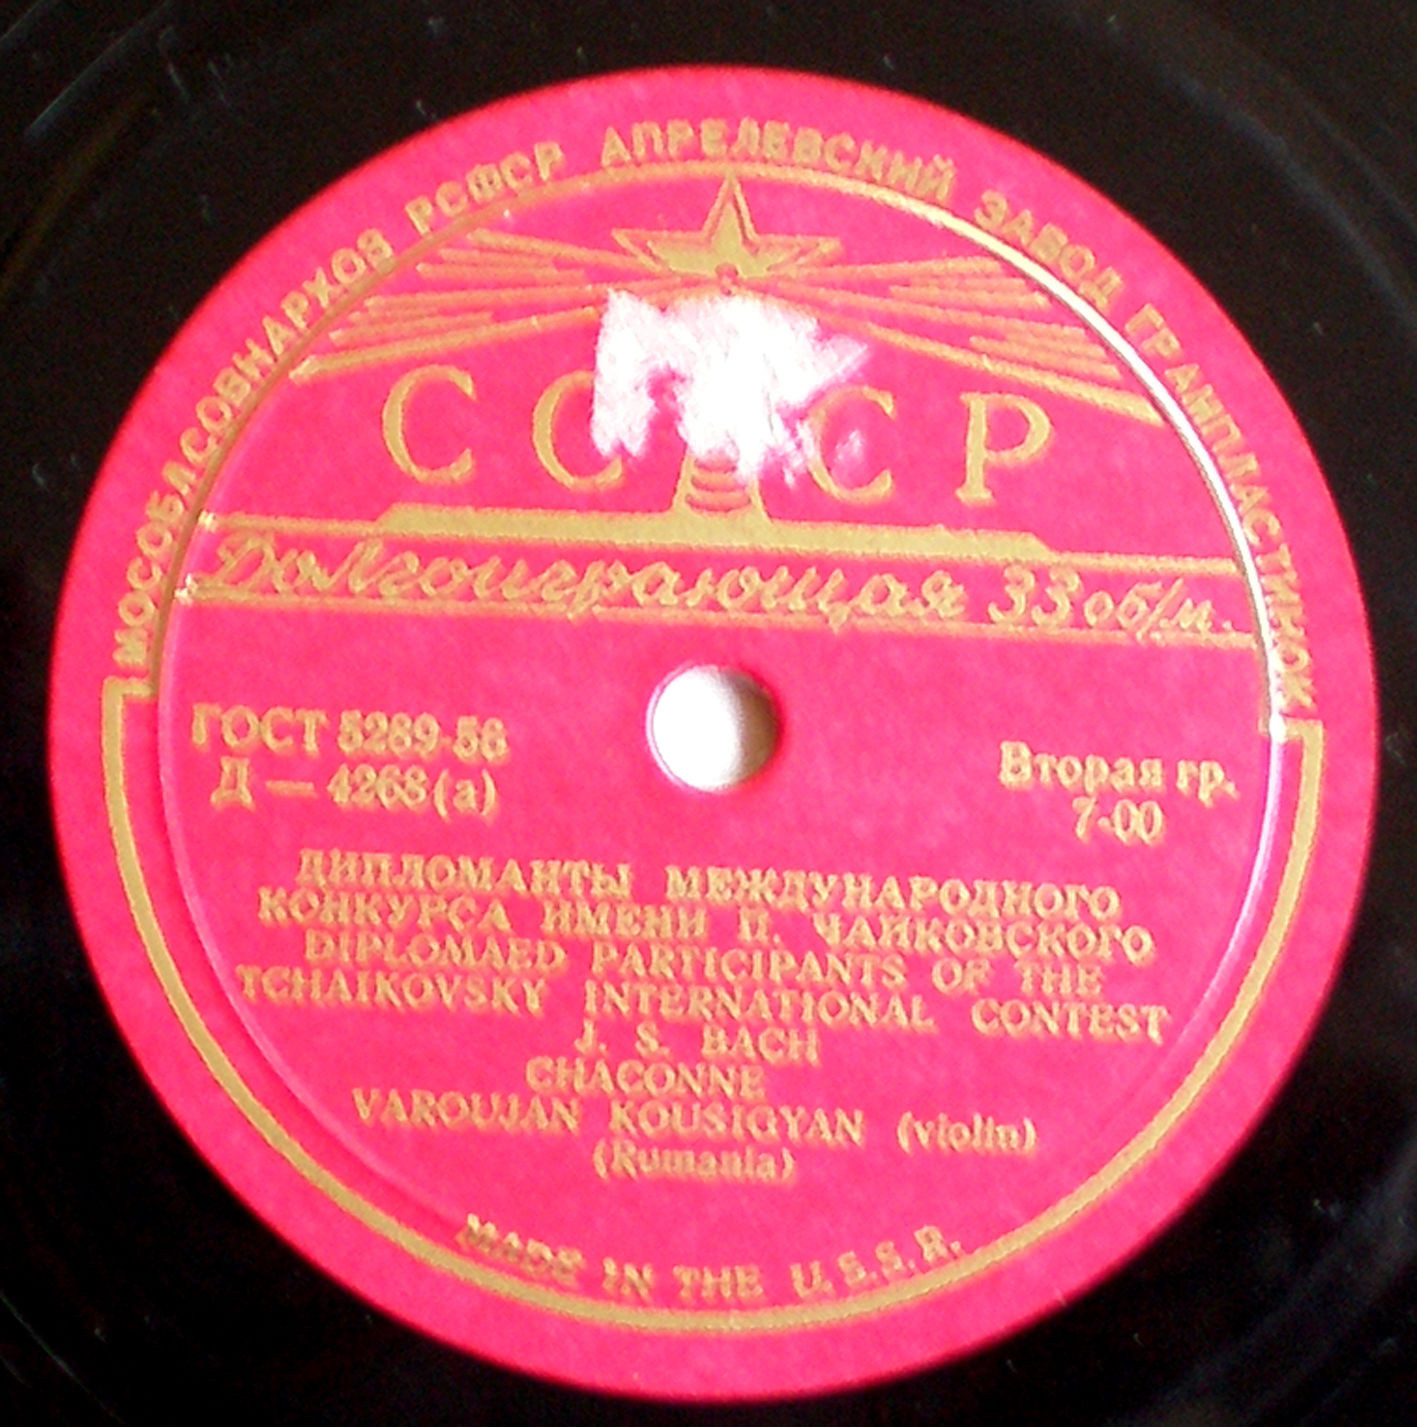 МОСОБЛСОВНАРХОЗ РСФСР АПРЕЛЕВСКИЙ ЗАВОД ГРАМПЛАСТИНОК
СССР
Долгоиграющая 33 об/м.
ГОСТ 5289-56
Д — 4268(а)
Вторая гр.
7-00
ДИПЛОМАНТЫ МЕЖДУНАРОДНОГО
КОНКУРСА ИМЕНИ П. ЧАЙКОВСКОГО
DIPLOMAED PARTICIPANTS OF THE
TCHAIKOVSKY INTERNATIONAL CONTEST
J. S. BACH
CHACONNE
VAROUJAN KOUSIGYAN (violin)
(Rumania)
MADE IN THE U.S.S.R.